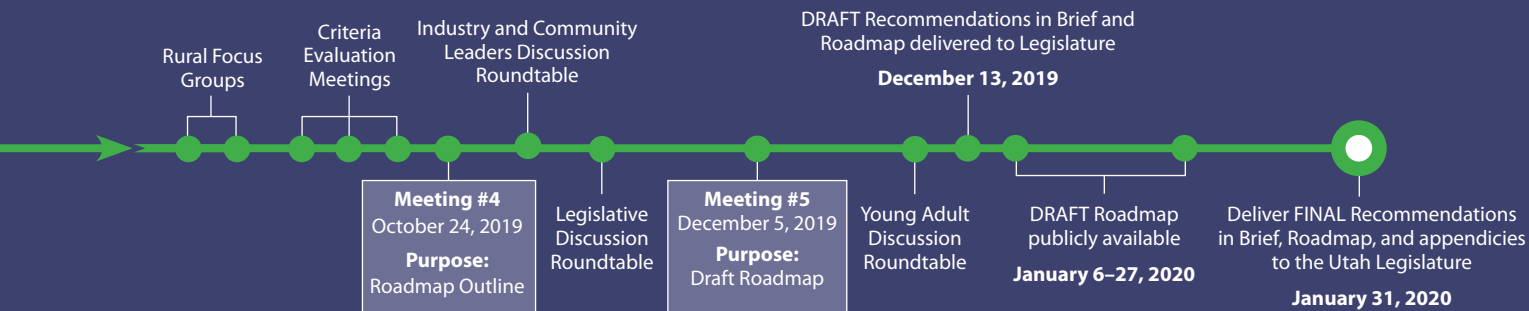 Rural Focus
Groups
Criteria
Evaluation
Meetings
Industry and Community
Leaders Discussion
Roundtable
DRAFT Recommendations in Brief and
Roadmap delivered to Legislature
December 13, 2019
Meeting #4
October 24, 2019
Purpose:
Roadmap Outline
Legislative
Discussion
Roundtable
Meeting #5
December 5, 2019
Purpose:
Draft Roadmap
Young Adult
Discussion
Roundtable
DRAFT Roadmap
publicly available
January 6–27, 2020
Deliver FINAL Recommendations
in Brief, Roadmap, and appendicies
to the Utah Legislature
January 31, 2020